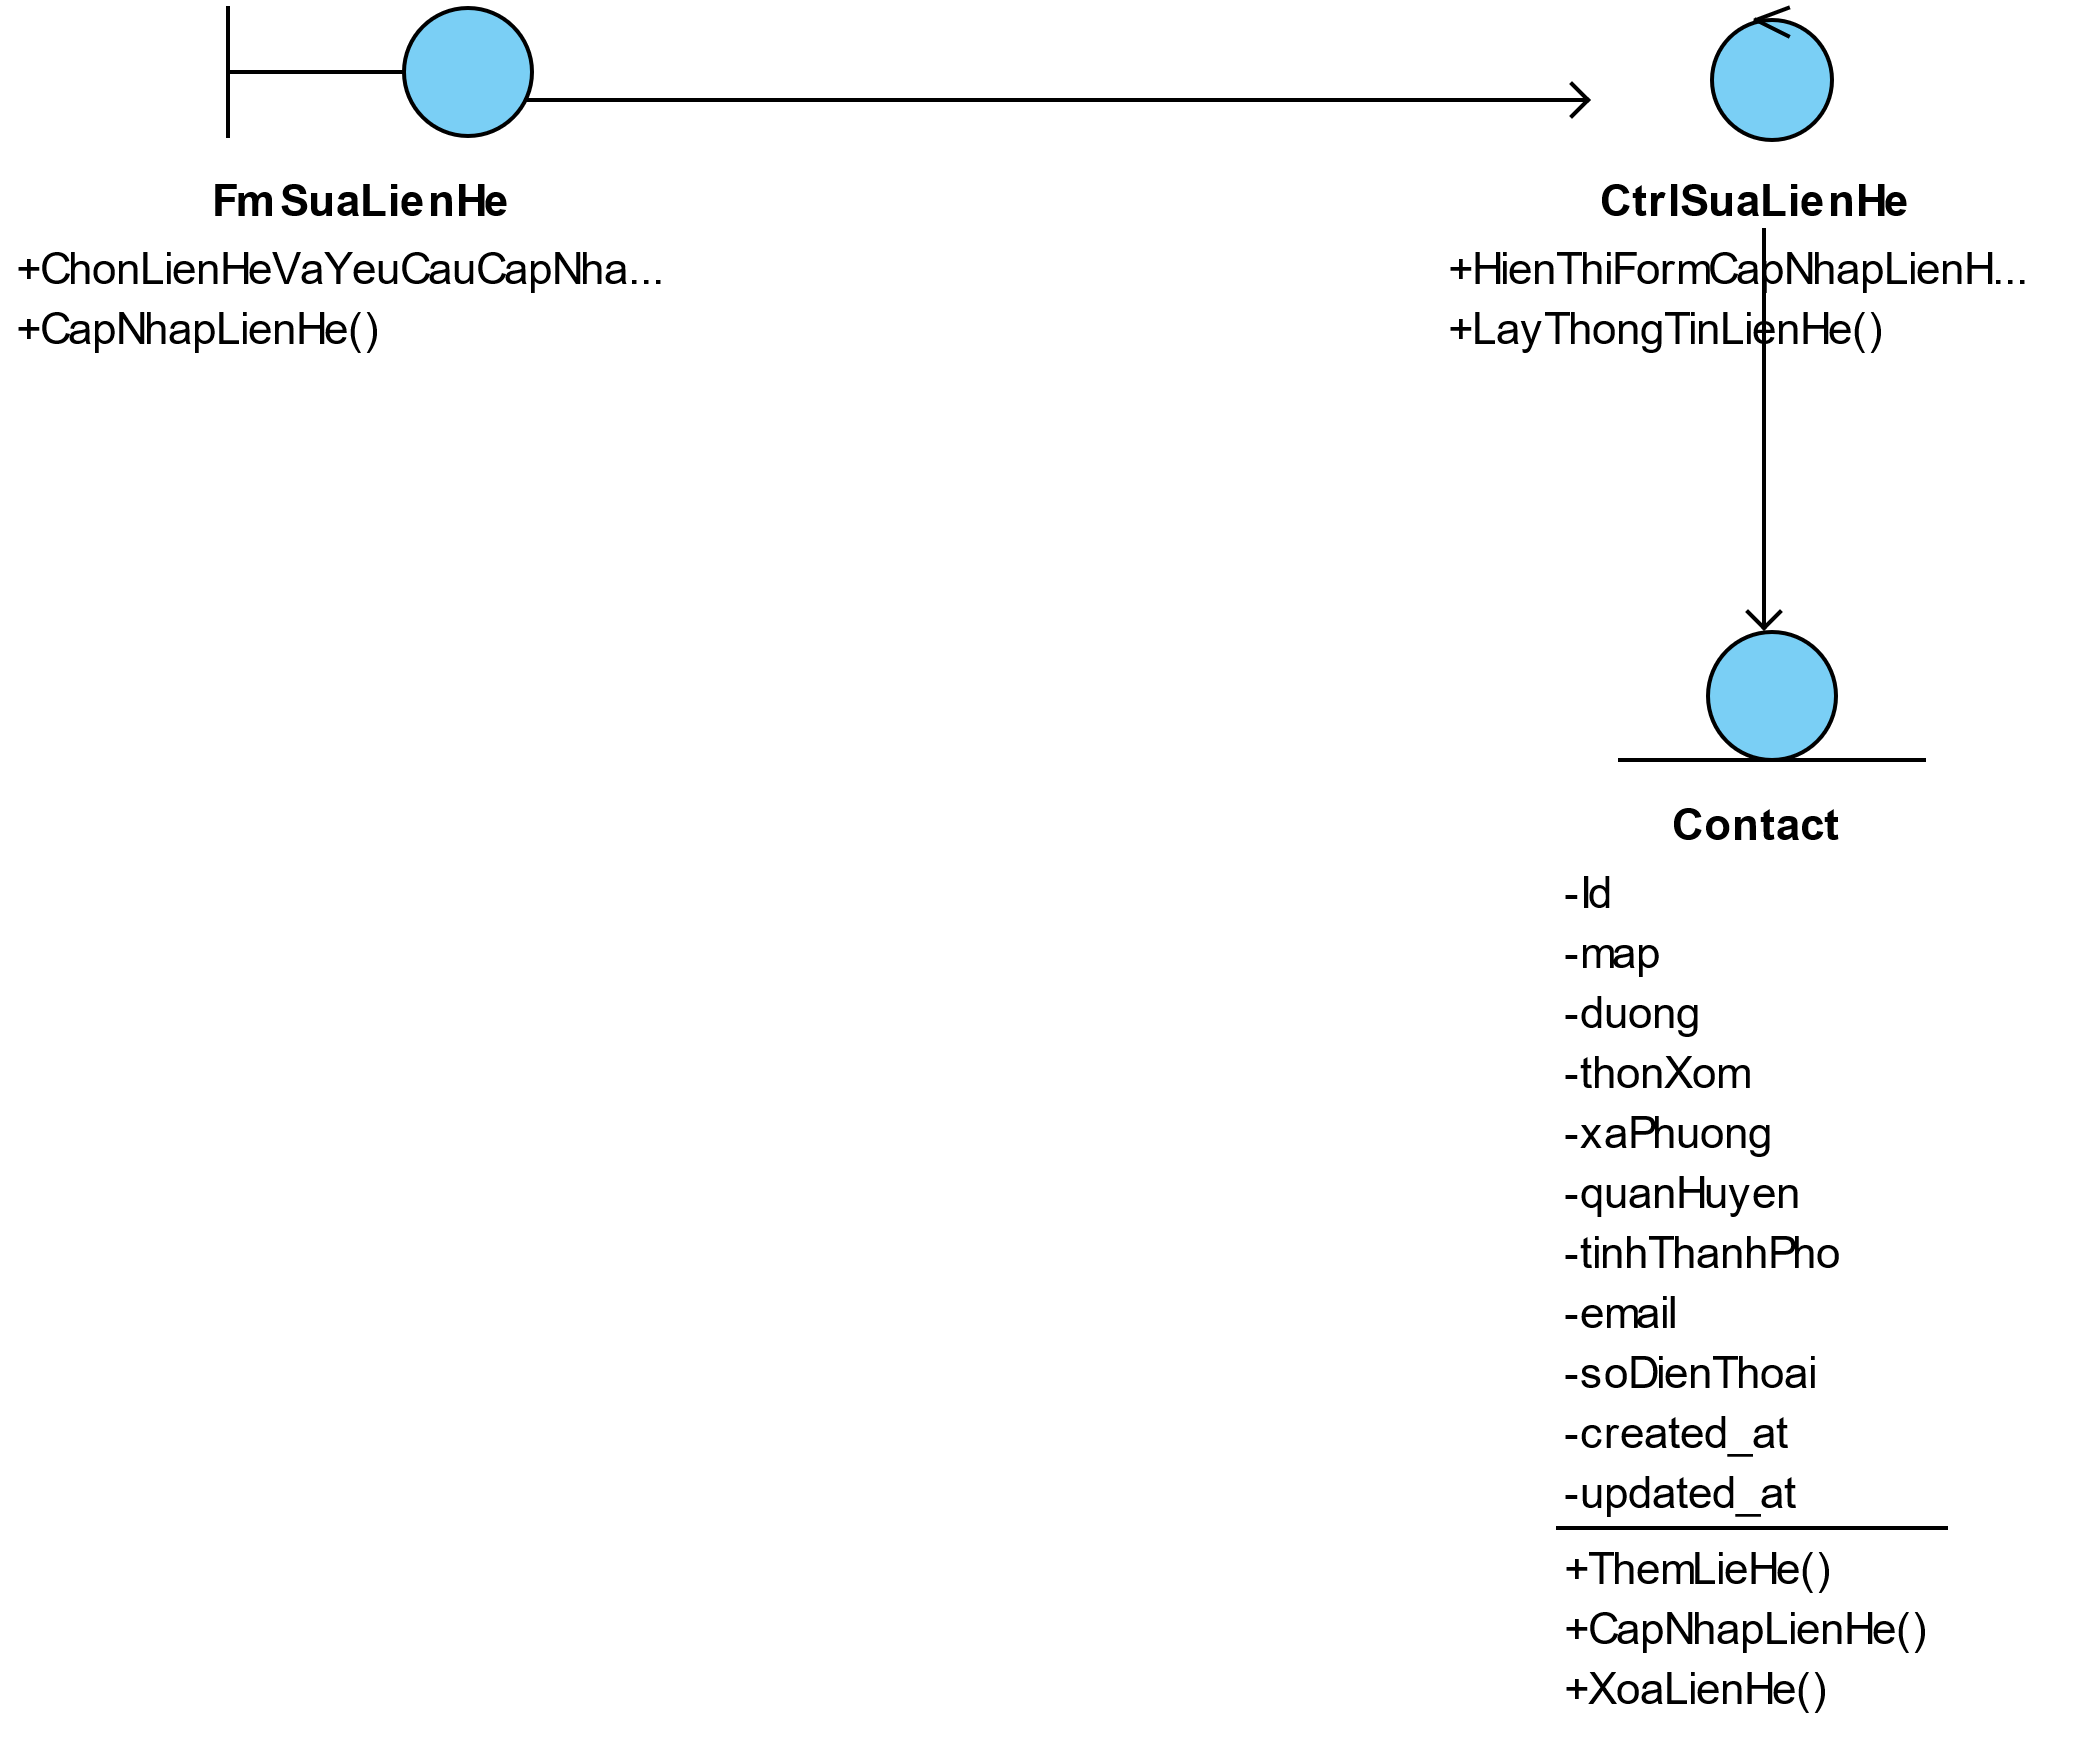 FmSuaLienHe
+ChonLienHeVaYeuCauCapNha...
+CapNhapLienHe()
CtrlSuaLienHe
+HienThiFormCapNhapLienH...
+LayThongTinLienHe()
Contact
-Id
-map
-duong
-thonXom
-xaPhuong
-quanHuyen
-tinhThanhPho
-email
-soDienThoai
-created_at
-updated_at
+ThemLieHe()
+CapNhapLienHe()
+XoaLienHe()